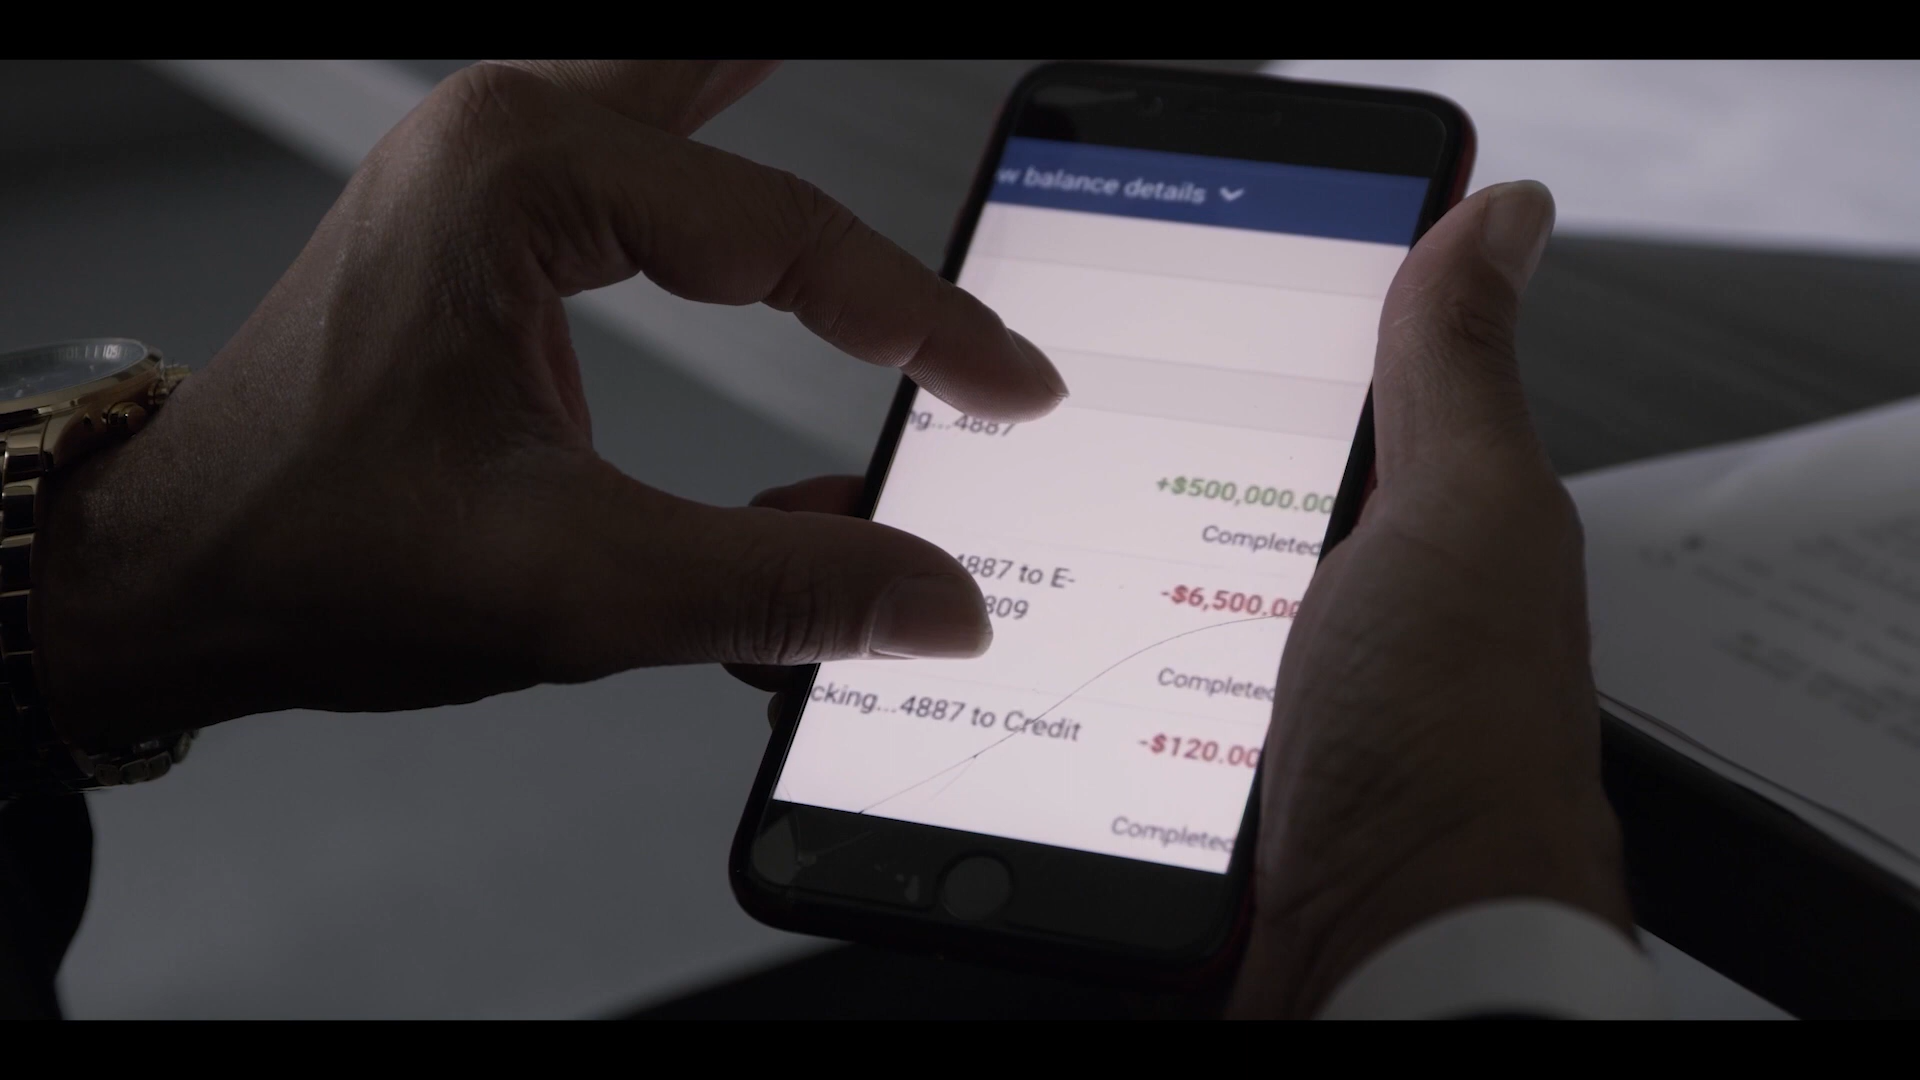 w balance details
ng...4887
+$500,000.00
Completed
4887 to E-
809
-$6,500.00
Completed
cking...4887 to Credit
-$120.00
Completed